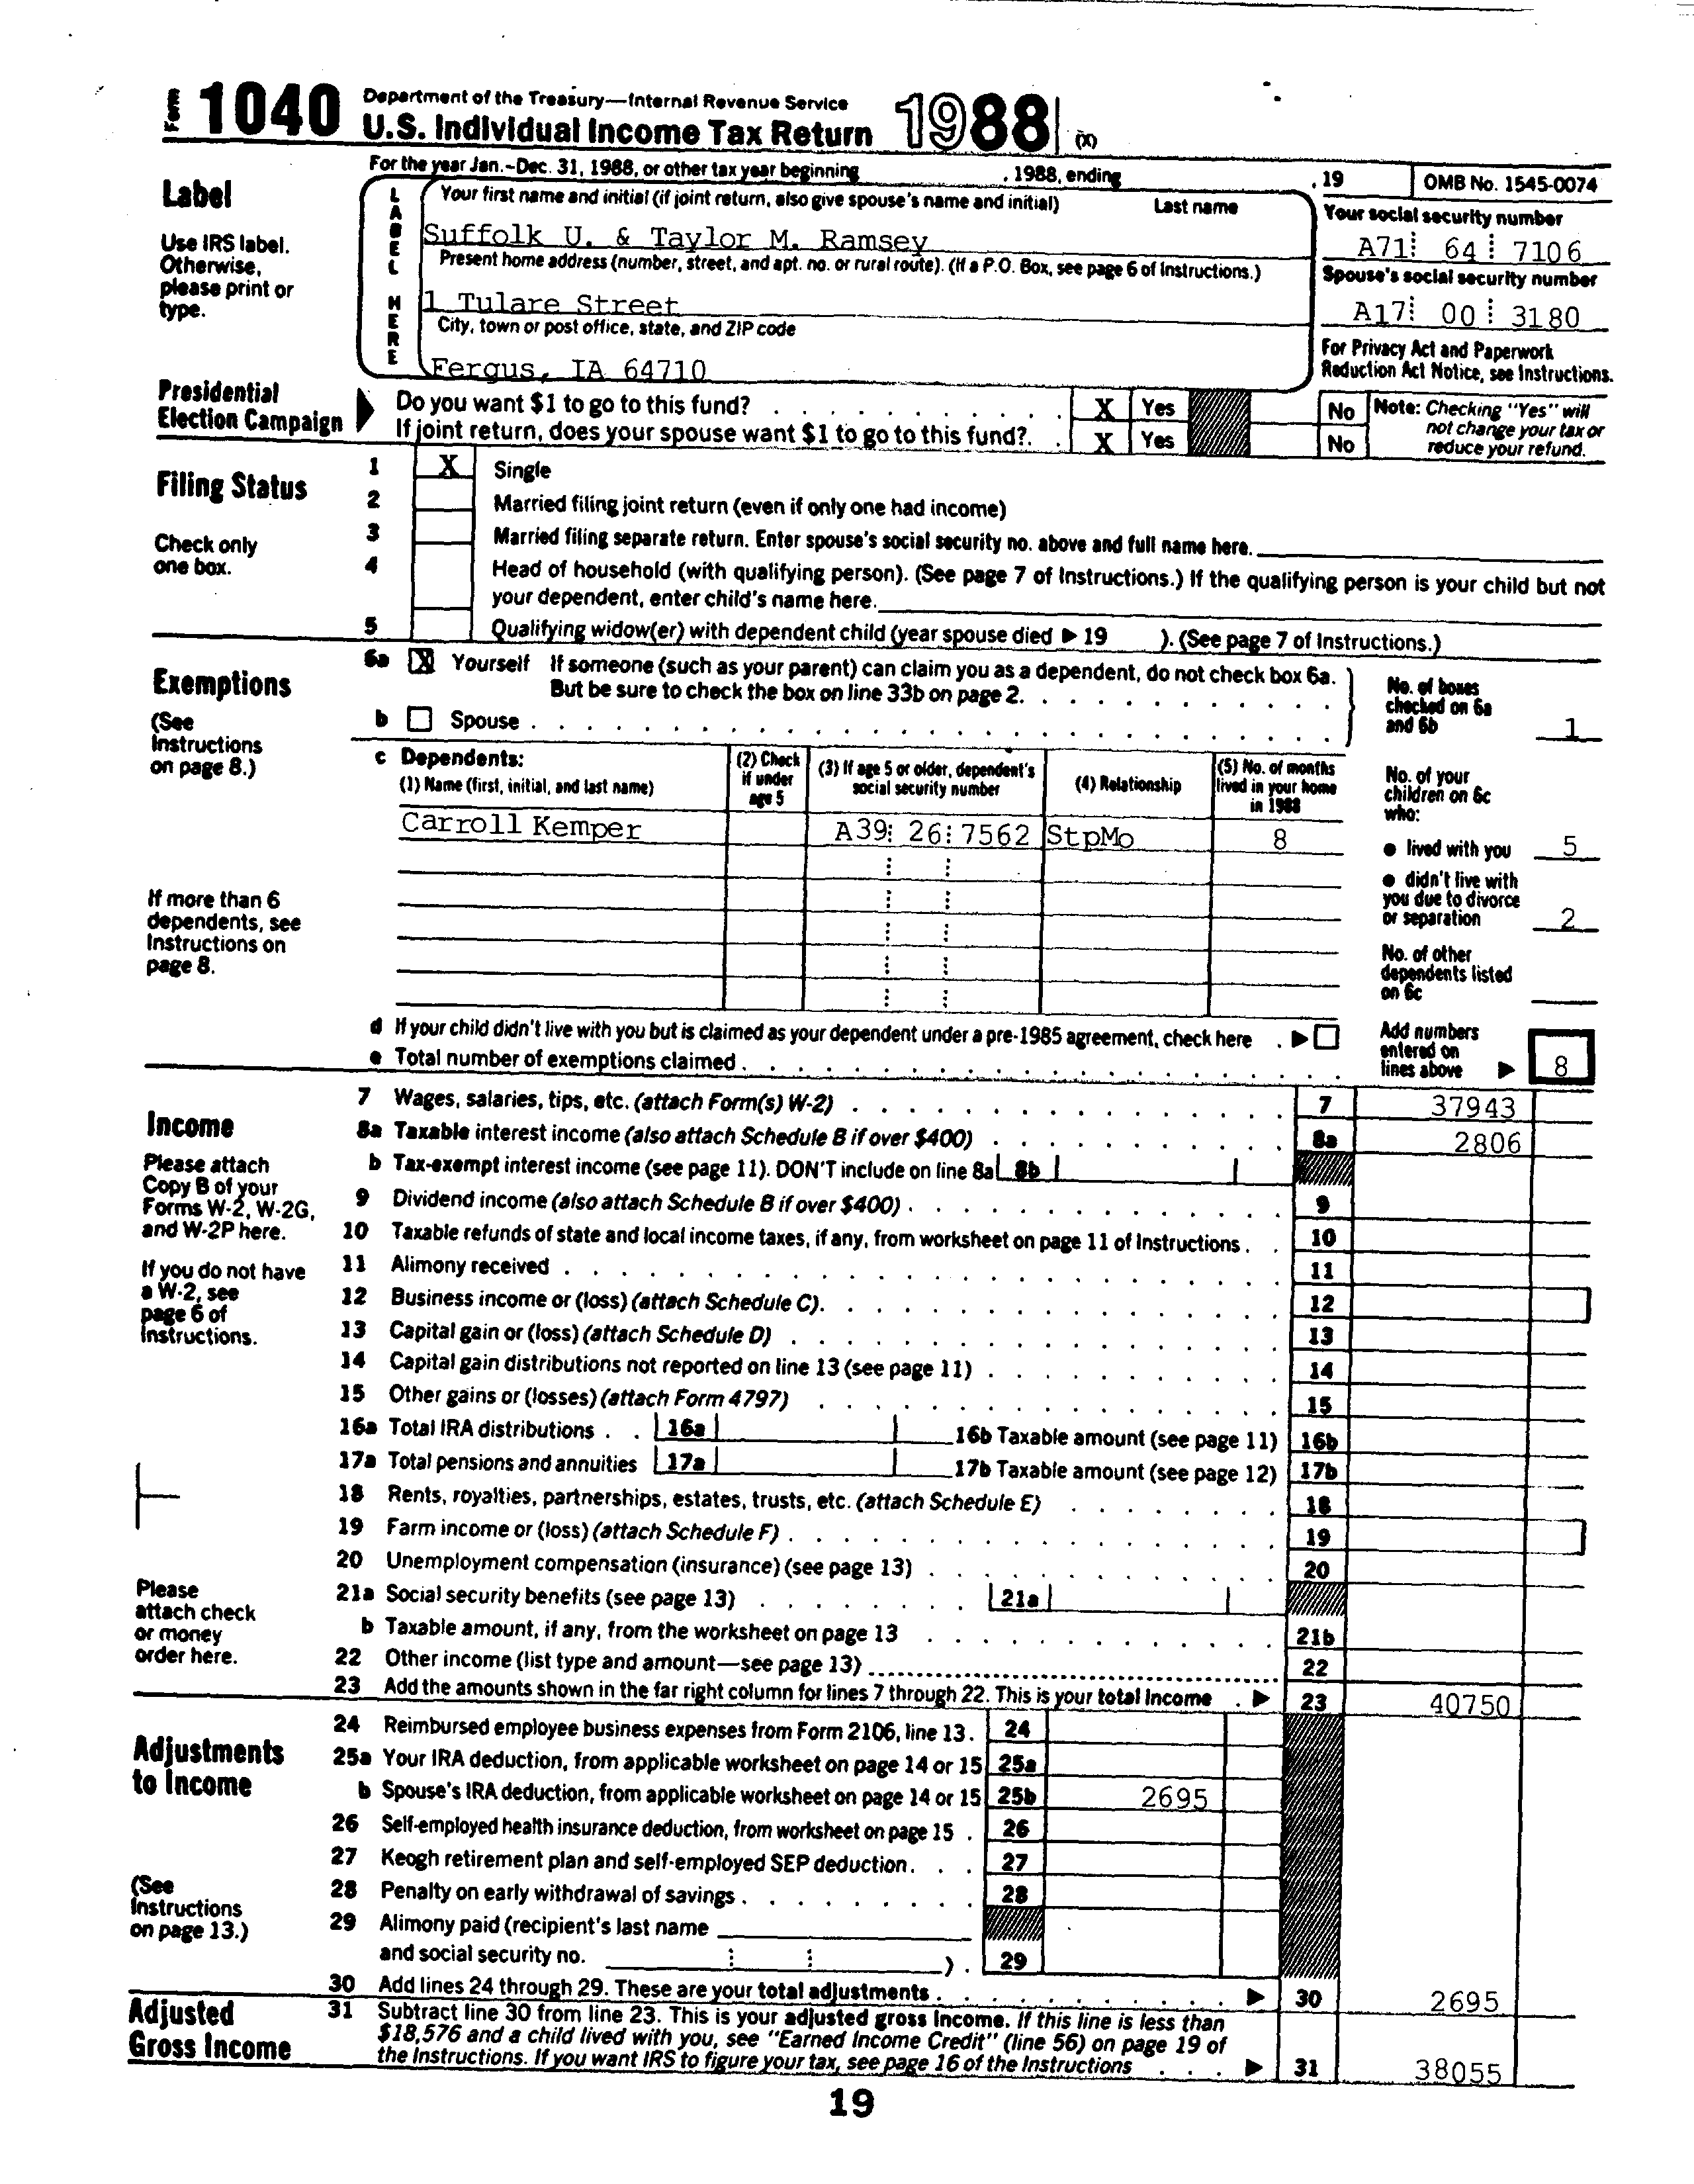 Form 1040 Department of the Treasury—Internal Revenue Service
U.S. Individual Income Tax Return 1988 (X)
For the year Jan.–Dec. 31, 1988, or other tax year beginning , 1988, ending , 19 OMB No. 1545-0074
Label
Use IRS label.
Otherwise,
please print or
type.
LABEL HERE
Your first name and initial (if joint return, also give spouse's name and initial) Last name
Suffolk U. & Taylor M. Ramsey
Present home address (number, street, and apt. no. or rural route). (If a P.O. Box, see page 6 of Instructions.)
1 Tulare Street
City, town or post office, state, and ZIP code
Fergus, IA 64710
Your social security number
A71 64 7106
Spouse's social security number
A17 00 3180
For Privacy Act and Paperwork
Reduction Act Notice, see Instructions.
Presidential
Election Campaign
Do you want $1 to go to this fund? X Yes No
If joint return, does your spouse want $1 to go to this fund? X Yes No
Note: Checking "Yes" will
not change your tax or
reduce your refund.
Filing Status
Check only
one box.
1 X Single
2 Married filing joint return (even if only one had income)
3 Married filing separate return. Enter spouse's social security no. above and full name here.
4 Head of household (with qualifying person). (See page 7 of Instructions.) If the qualifying person is your child but not
your dependent, enter child's name here.
5 Qualifying widow(er) with dependent child (year spouse died ▶ 19 ). (See page 7 of Instructions.)
Exemptions
(See
Instructions
on page 8.)
If more than 6
dependents, see
Instructions on
page 8.
6a X Yourself If someone (such as your parent) can claim you as a dependent, do not check box 6a.
But be sure to check the box on line 33b on page 2.
b Spouse
No. of boxes
checked on 6a
and 6b 1
c Dependents:
(1) Name (first, initial, and last name)
(2) Check
if under
age 5
(3) If age 5 or older, dependent's
social security number
(4) Relationship
(5) No. of months
lived in your home
in 1988
Carroll Kemper A39 26 7562 StpMo 8
No. of your
children on 6c
who:
● lived with you 5
● didn't live with
you due to divorce
or separation 2
No. of other
dependents listed
on 6c
d If your child didn't live with you but is claimed as your dependent under a pre-1985 agreement, check here ▶
e Total number of exemptions claimed
Add numbers
entered on
lines above ▶ 8
Income
Please attach
Copy B of your
Forms W-2, W-2G,
and W-2P here.
If you do not have
a W-2, see
page 6 of
Instructions.
Please
attach check
or money
order here.
7 Wages, salaries, tips, etc. (attach Form(s) W-2) 7 37943
8a Taxable interest income (also attach Schedule B if over $400) 8a 2806
b Tax-exempt interest income (see page 11). DON'T include on line 8a 8b
9 Dividend income (also attach Schedule B if over $400) 9
10 Taxable refunds of state and local income taxes, if any, from worksheet on page 11 of Instructions 10
11 Alimony received 11
12 Business income or (loss) (attach Schedule C) 12
13 Capital gain or (loss) (attach Schedule D) 13
14 Capital gain distributions not reported on line 13 (see page 11) 14
15 Other gains or (losses) (attach Form 4797) 15
16a Total IRA distributions 16a 16b Taxable amount (see page 11) 16b
17a Total pensions and annuities 17a 17b Taxable amount (see page 12) 17b
18 Rents, royalties, partnerships, estates, trusts, etc. (attach Schedule E) 18
19 Farm income or (loss) (attach Schedule F) 19
20 Unemployment compensation (insurance) (see page 13) 20
21a Social security benefits (see page 13) 21a
b Taxable amount, if any, from the worksheet on page 13 21b
22 Other income (list type and amount—see page 13) 22
23 Add the amounts shown in the far right column for lines 7 through 22. This is your total income ▶ 23 40750
Adjustments
to Income
(See
Instructions
on page 13.)
24 Reimbursed employee business expenses from Form 2106, line 13. 24
25a Your IRA deduction, from applicable worksheet on page 14 or 15 25a
b Spouse's IRA deduction, from applicable worksheet on page 14 or 15 25b 2695
26 Self-employed health insurance deduction, from worksheet on page 15 26
27 Keogh retirement plan and self-employed SEP deduction 27
28 Penalty on early withdrawal of savings 28
29 Alimony paid (recipient's last name
and social security no. ). 29
30 Add lines 24 through 29. These are your total adjustments ▶ 30 2695
Adjusted
Gross Income
31 Subtract line 30 from line 23. This is your adjusted gross income. If this line is less than
$18,576 and a child lived with you, see "Earned Income Credit" (line 56) on page 19 of
the Instructions. If you want IRS to figure your tax, see page 16 of the Instructions ▶ 31 38055
19